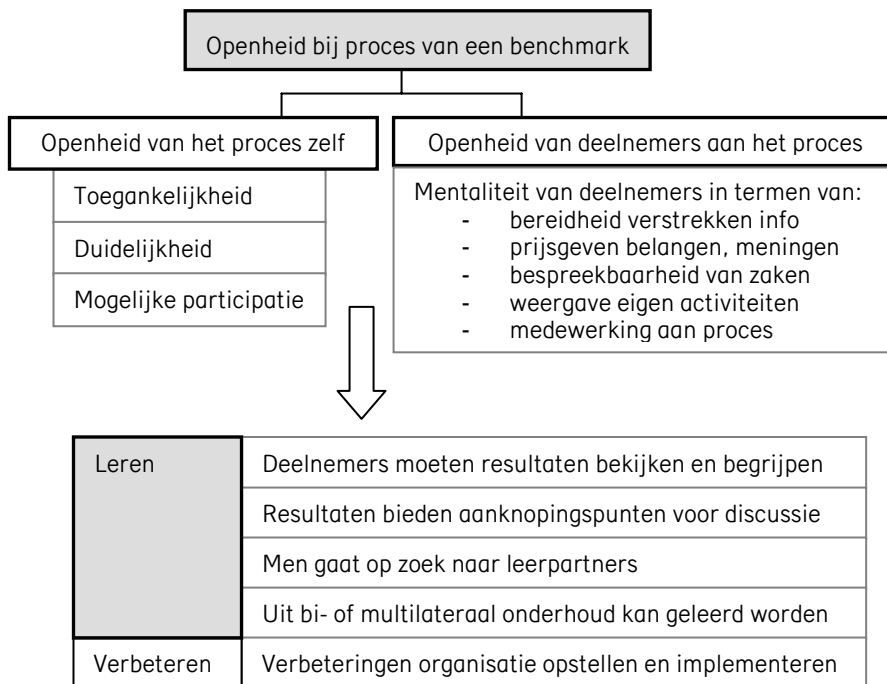 Openheid bij proces van een benchmark
Openheid van het proces zelf
Toegankelijkheid
Duidelijkheid
Mogelijke participatie
Openheid van deelnemers aan het proces
Mentaliteit van deelnemers in termen van:
- bereidheid verstrekken info
- prijsgeven belangen, meningen
- bespreekbaarheid van zaken
- weergave eigen activiteiten
- medewerking aan proces
Leren
Deelnemers moeten resultaten bekijken en begrijpen
Resultaten bieden aanknopingspunten voor discussie
Men gaat op zoek naar leerpartners
Uit bi- of multilateraal onderhoud kan geleerd worden
Verbeteren
Verbeteringen organisatie opstellen en implementeren